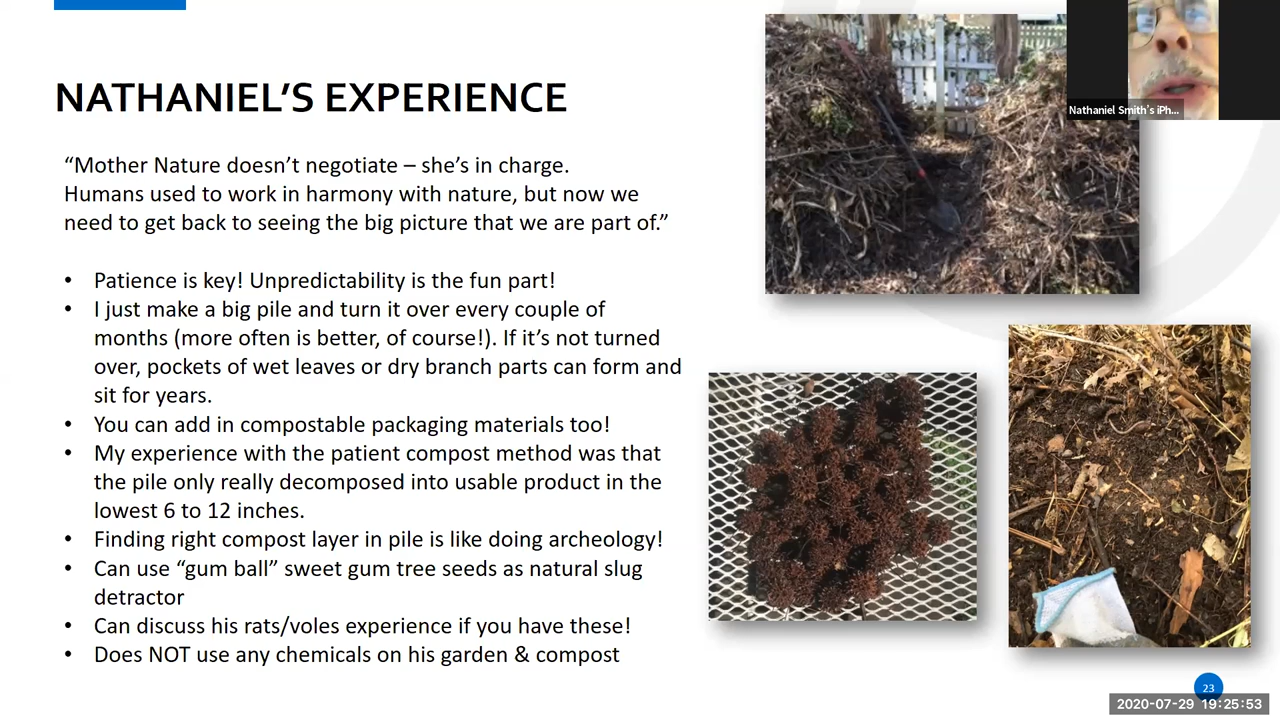 NATHANIEL’S EXPERIENCE
Nathaniel Smith's iPh...
“Mother Nature doesn’t negotiate – she’s in charge.
Humans used to work in harmony with nature, but now we
need to get back to seeing the big picture that we are part of.”
• Patience is key! Unpredictability is the fun part!
• I just make a big pile and turn it over every couple of
months (more often is better, of course!). If it’s not turned
over, pockets of wet leaves or dry branch parts can form and
sit for years.
• You can add in compostable packaging materials too!
• My experience with the patient compost method was that
the pile only really decomposed into usable product in the
lowest 6 to 12 inches.
• Finding right compost layer in pile is like doing archeology!
• Can use “gum ball” sweet gum tree seeds as natural slug
detractor
• Can discuss his rats/voles experience if you have these!
• Does NOT use any chemicals on his garden & compost
23
2020-07-29 19:25:53